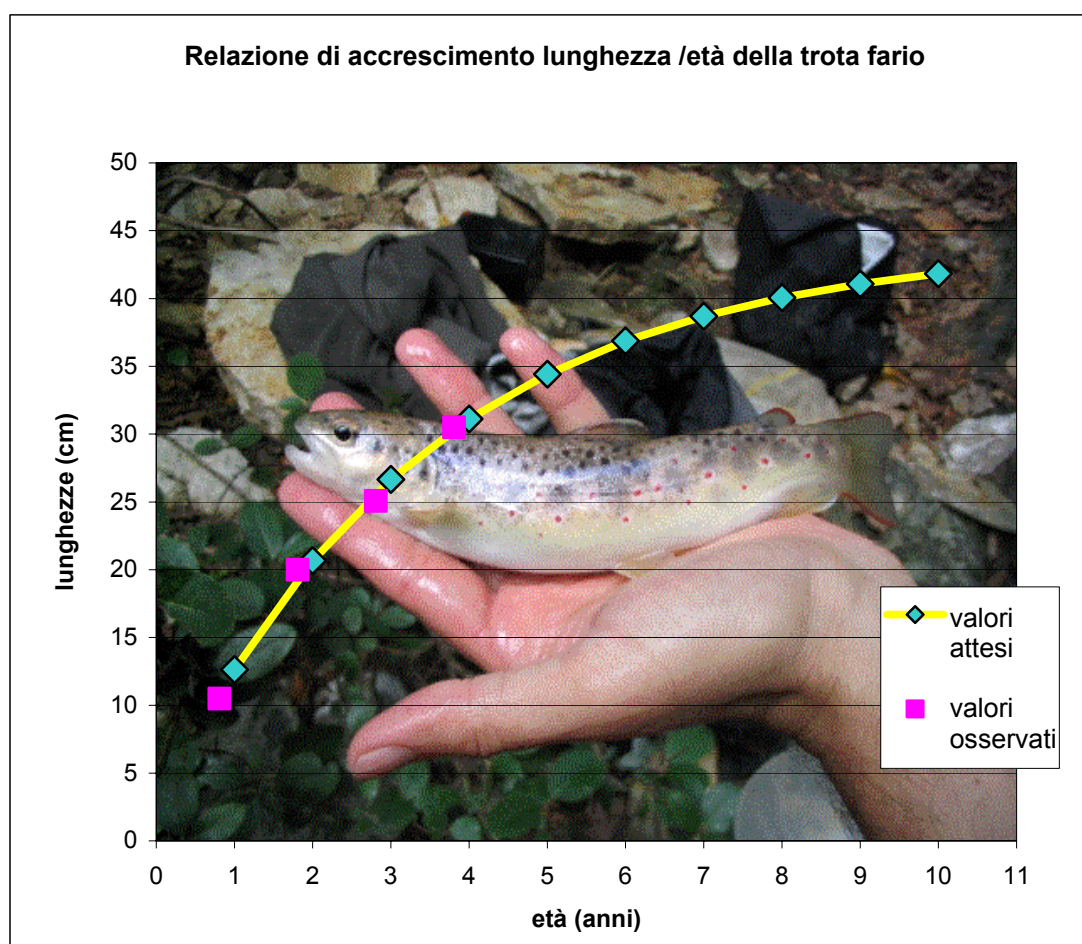 Relazione di accrescimento lunghezza /età della trota fario
50
45
40
35
30
25
20
15
10
5
0
lunghezze (cm)
0 1 2 3 4 5 6 7 8 9 10 11
età (anni)
valori
attesi
valori
osservati